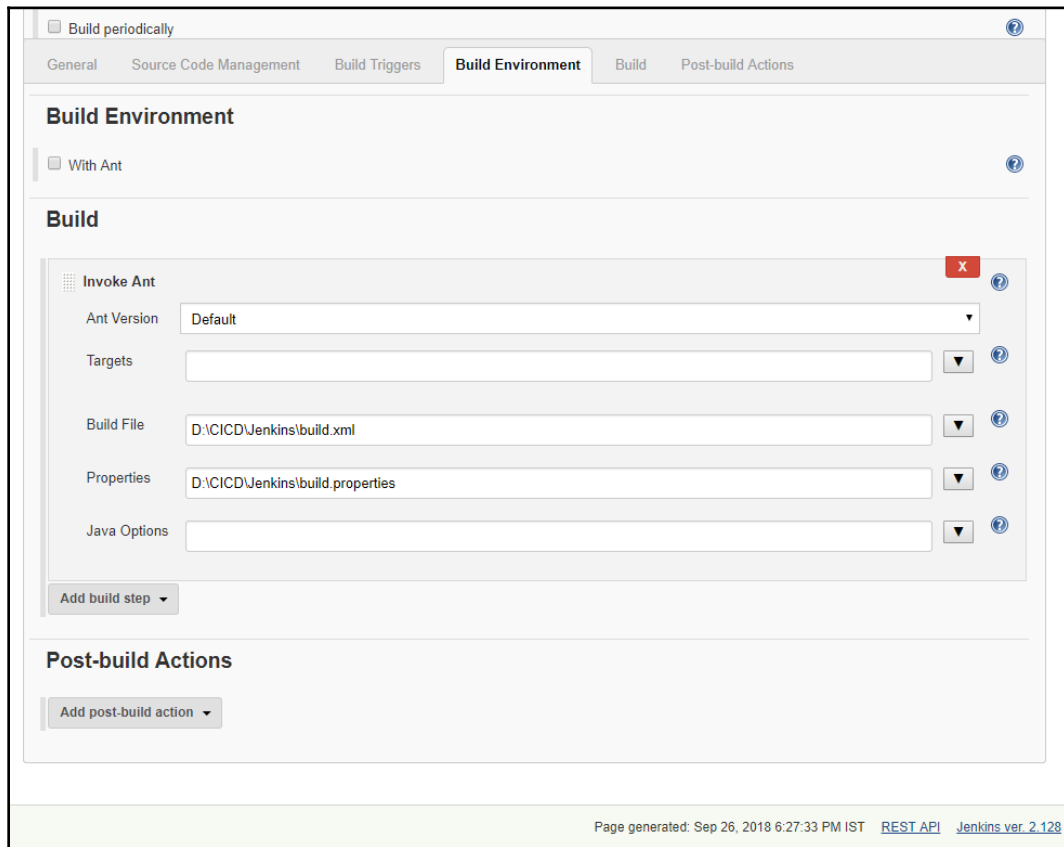 Build periodically
General Source Code Management Build Triggers Build Environment Build Post-build Actions
Build Environment
With Ant
Build
X
Invoke Ant
Ant Version Default
Targets
Build File D:\CICD\Jenkins\build.xml
Properties D:\CICD\Jenkins\build.properties
Java Options
Add build step
Post-build Actions
Add post-build action
Page generated: Sep 26, 2018 6:27:33 PM IST REST API Jenkins ver. 2.128